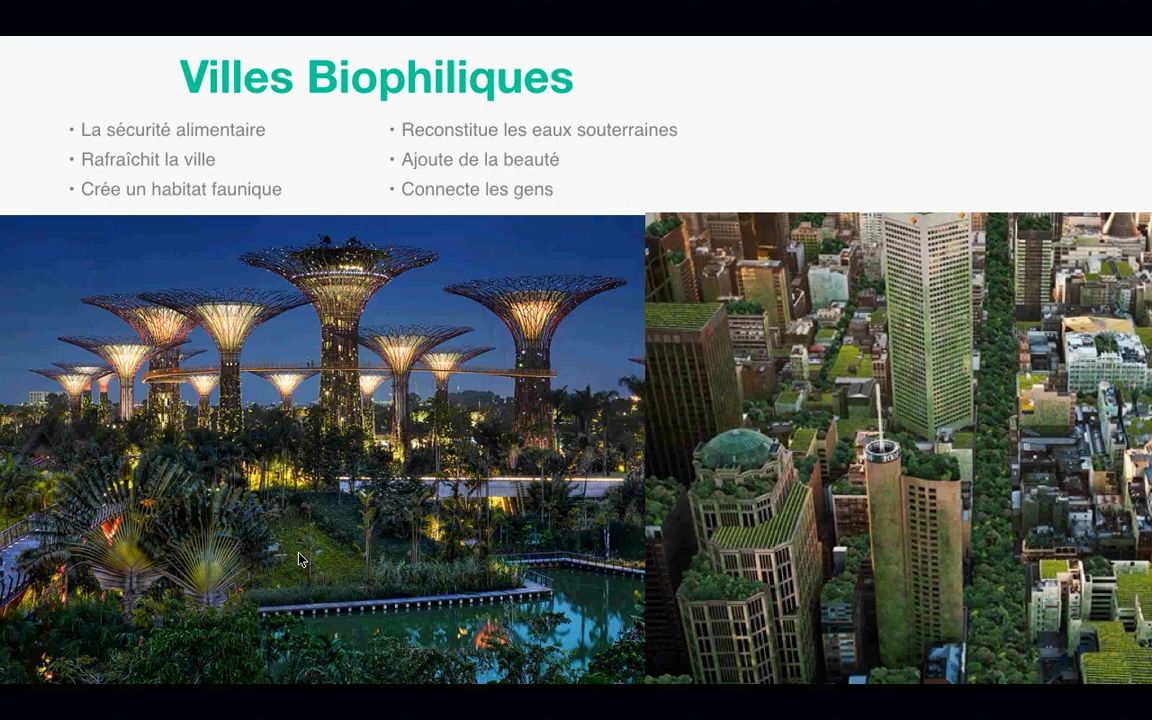 Villes Biophiliques
• La sécurité alimentaire
• Rafraîchit la ville
• Crée un habitat faunique
• Reconstitue les eaux souterraines
• Ajoute de la beauté
• Connecte les gens